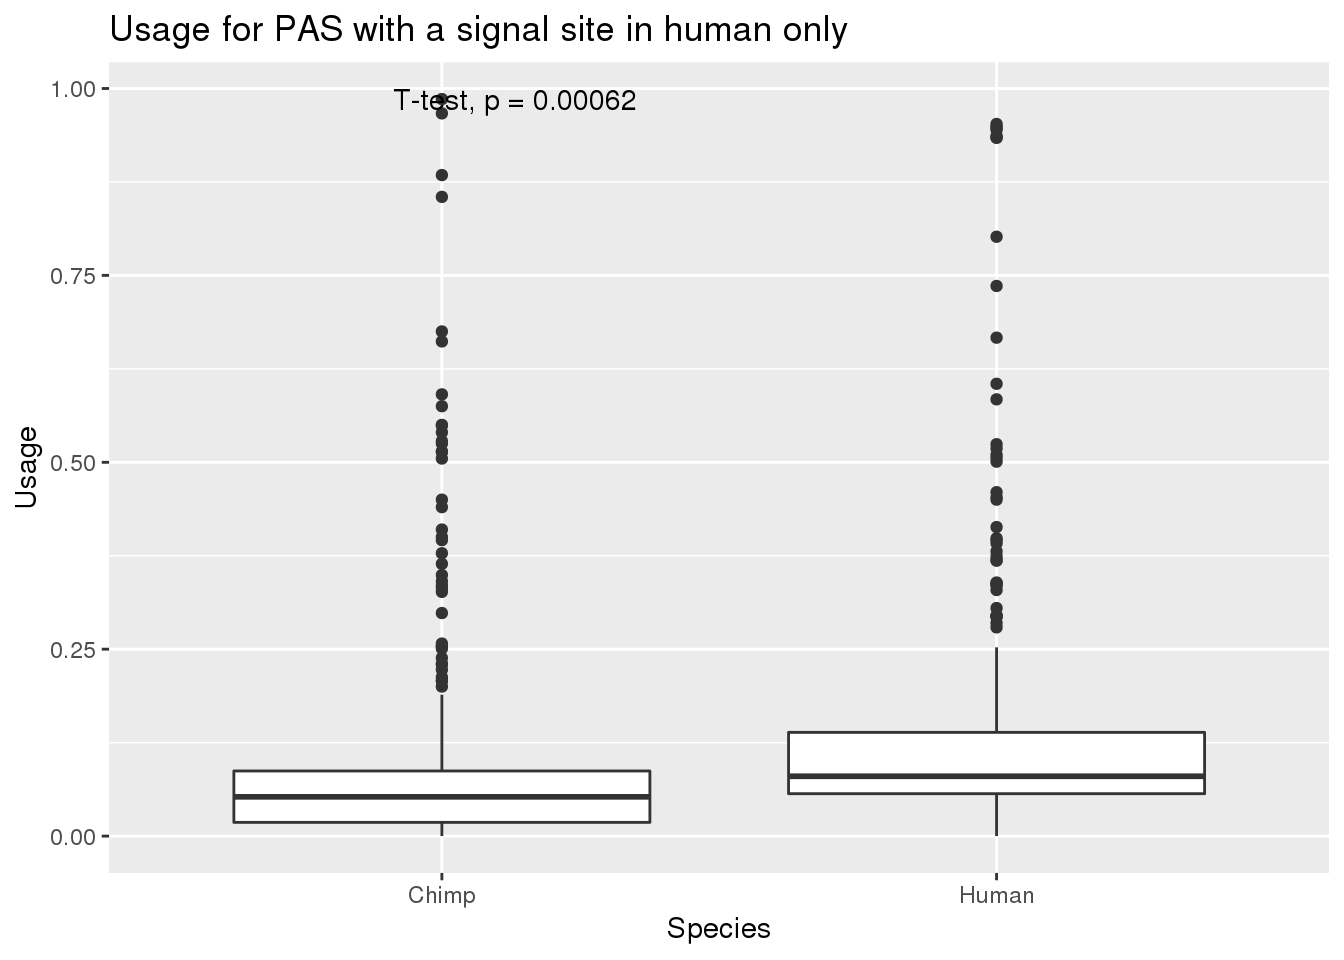 Usage for PAS with a signal site in human only
T-test, p = 0.00062
1.00
0.75
0.50
0.25
0.00
Usage
Chimp
Human
Species